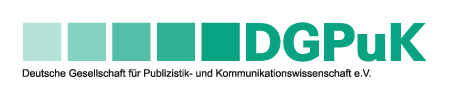 DGPuK
Deutsche Gesellschaft für Publizistik- und Kommunikationswissenschaft e.V.